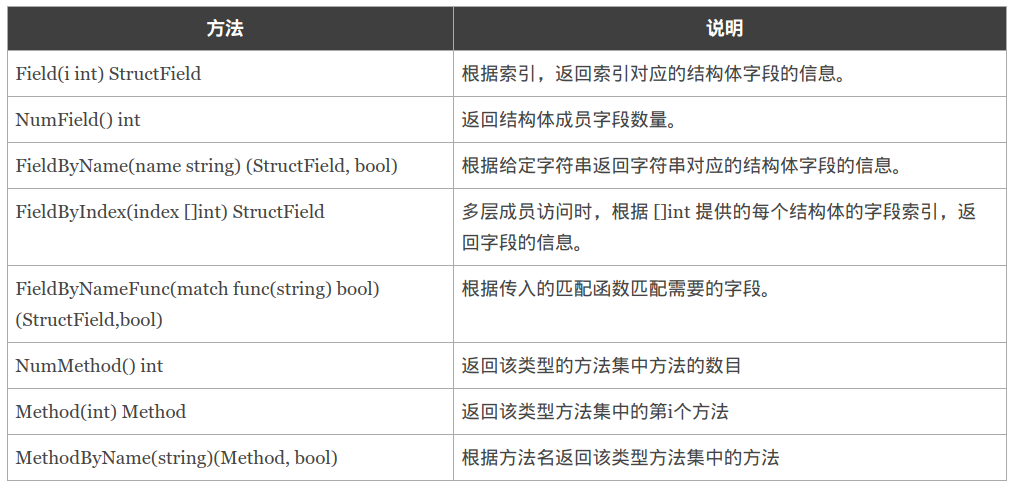 方法 说明
Field(i int) StructField 根据索引，返回索引对应的结构体字段的信息。
NumField() int 返回结构体成员字段数量。
FieldByName(name string) (StructField, bool) 根据给定字符串返回字符串对应的结构体字段的信息。
FieldByIndex(index []int) StructField 多层成员访问时，根据 []int 提供的每个结构体的字段索引，返
回字段的信息。
FieldByNameFunc(match func(string) bool) 根据传入的匹配函数匹配需要的字段。
(StructField,bool)
NumMethod() int 返回该类型的方法集中方法的数目
Method(int) Method 返回该类型方法集中的第i个方法
MethodByName(string)(Method, bool) 根据方法名返回该类型方法集中的方法